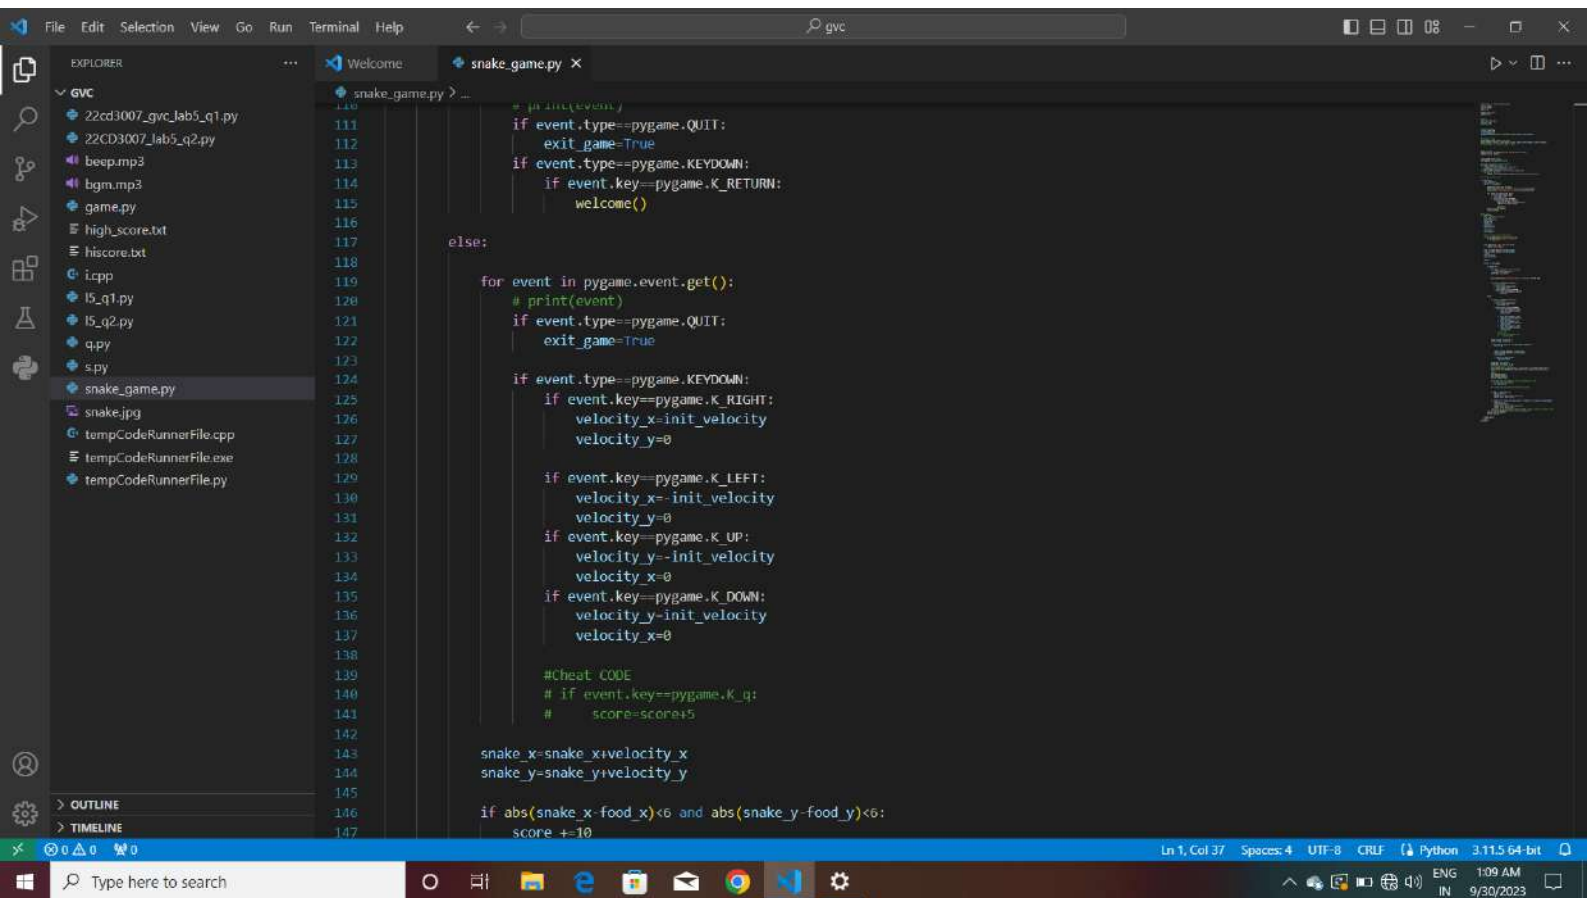 File Edit Selection View Go Run Terminal Help
gvc
EXPLORER
Welcome
snake_game.py
GVC
snake_game.py > ...
22cd3007_gvc_lab5_q1.py
22CD3007_lab5_q2.py
beep.mp3
bgm.mp3
game.py
high_score.txt
hiscore.txt
i.cpp
l5_q1.py
l5_q2.py
q.py
s.py
snake_game.py
snake.jpg
tempCodeRunnerFile.cpp
tempCodeRunnerFile.exe
tempCodeRunnerFile.py
OUTLINE
TIMELINE
110 # print(event)
111 if event.type==pygame.QUIT:
112 exit_game=True
113 if event.type==pygame.KEYDOWN:
114 if event.key==pygame.K_RETURN:
115 welcome()
116
117 else:
118
119 for event in pygame.event.get():
120 # print(event)
121 if event.type==pygame.QUIT:
122 exit_game=True
123
124 if event.type==pygame.KEYDOWN:
125 if event.key==pygame.K_RIGHT:
126 velocity_x=init_velocity
127 velocity_y=0
128
129 if event.key==pygame.K_LEFT:
130 velocity_x=-init_velocity
131 velocity_y=0
132 if event.key==pygame.K_UP:
133 velocity_y=-init_velocity
134 velocity_x=0
135 if event.key==pygame.K_DOWN:
136 velocity_y=init_velocity
137 velocity_x=0
138
139 #Cheat CODE
140 # if event.key==pygame.K_q:
141 # score=score+5
142
143 snake_x=snake_x+velocity_x
144 snake_y=snake_y+velocity_y
145
146 if abs(snake_x-food_x)<6 and abs(snake_y-food_y)<6:
147 score +=10
0 0 0
Ln 1, Col 37 Spaces: 4 UTF-8 CRLF Python 3.11.5 64-bit
Type here to search
ENG
IN
1:09 AM
9/30/2023